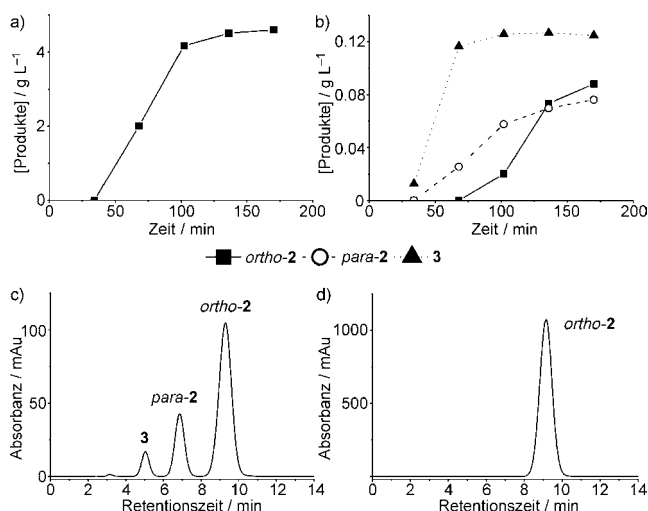 a)
[Produkte] / g L⁻¹
4
2
0
0 50 100 150 200
Zeit / min
b)
[Produkte] / g L⁻¹
0.12
0.08
0.04
0
0 50 100 150 200
Zeit / min
ortho-2 para-2 3
c)
Absorbanz / mAu
100
50
0
3
para-2
ortho-2
0 2 4 6 8 10 12 14
Retentionszeit / min
d)
Absorbanz / mAu
1000
500
0
ortho-2
0 2 4 6 8 10 12 14
Retentionszeit / min